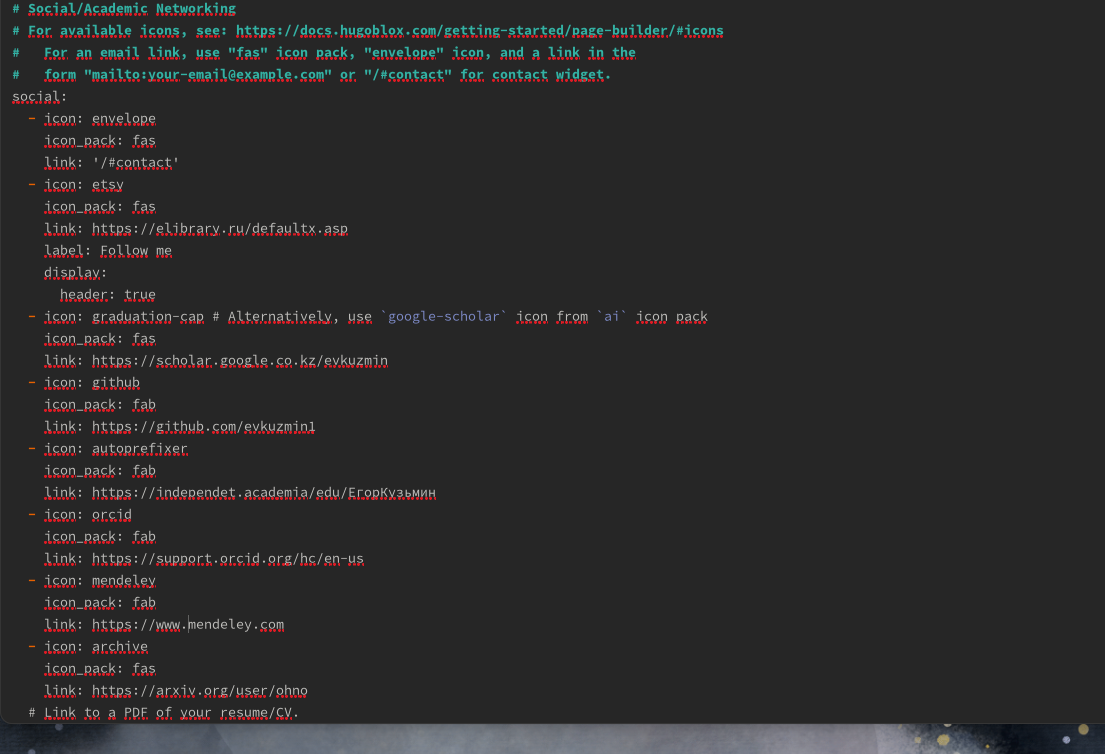 # Social/Academic Networking
# For available icons, see: https://docs.hugoblox.com/getting-started/page-builder/#icons
#   For an email link, use "fas" icon pack, "envelope" icon, and a link in the
#   form "mailto:your-email@example.com" or "/#contact" for contact widget.
social:
  - icon: envelope
    icon_pack: fas
    link: '/#contact'
  - icon: etsy
    icon_pack: fas
    link: https://elibrary.ru/defaultx.asp
    label: Follow me
    display:
      header: true
  - icon: graduation-cap # Alternatively, use `google-scholar` icon from `ai` icon pack
    icon_pack: fas
    link: https://scholar.google.co.kz/evkuzmin
  - icon: github
    icon_pack: fab
    link: https://github.com/evkuzmin1
  - icon: autoprefixer
    icon_pack: fab
    link: https://independet.academia/edu/ЕгорКузьмин
  - icon: orcid
    icon_pack: fab
    link: https://support.orcid.org/hc/en-us
  - icon: mendeley
    icon_pack: fab
    link: https://www.mendeley.com
  - icon: archive
    icon_pack: fas
    link: https://arxiv.org/user/ohno
  # Link to a PDF of your resume/CV.